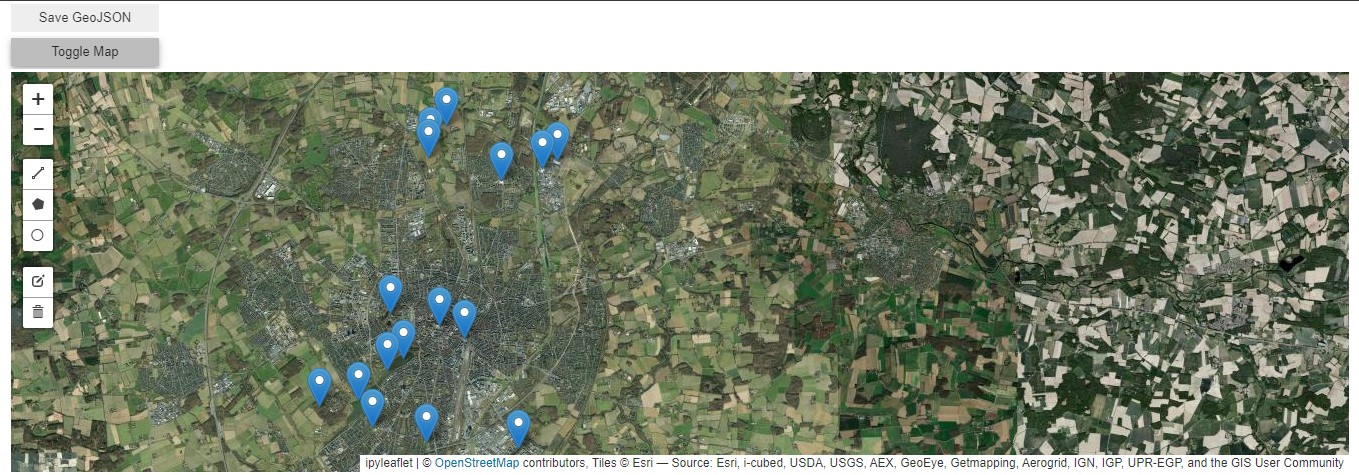 Save GeoJSON
Toggle Map
+
−
ipyleaflet | © OpenStreetMap contributors, Tiles © Esri — Source: Esri, i-cubed, USDA, USGS, AEX, GeoEye, Getmapping, Aerogrid, IGN, IGP, UPR-EGP, and the GIS User Community